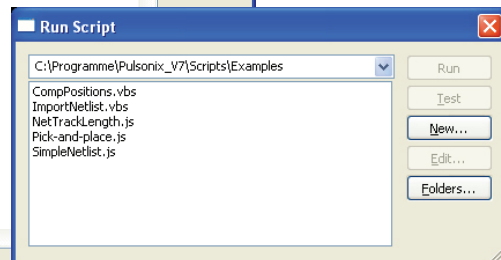 Run Script
C:\Programme\Pulsonix_V7\Scripts\Examples
CompPositions.vbs
ImportNetlist.vbs
NetTrackLength.js
Pick-and-place.js
SimpleNetlist.js
Run
Test
New...
Edit...
Folders...